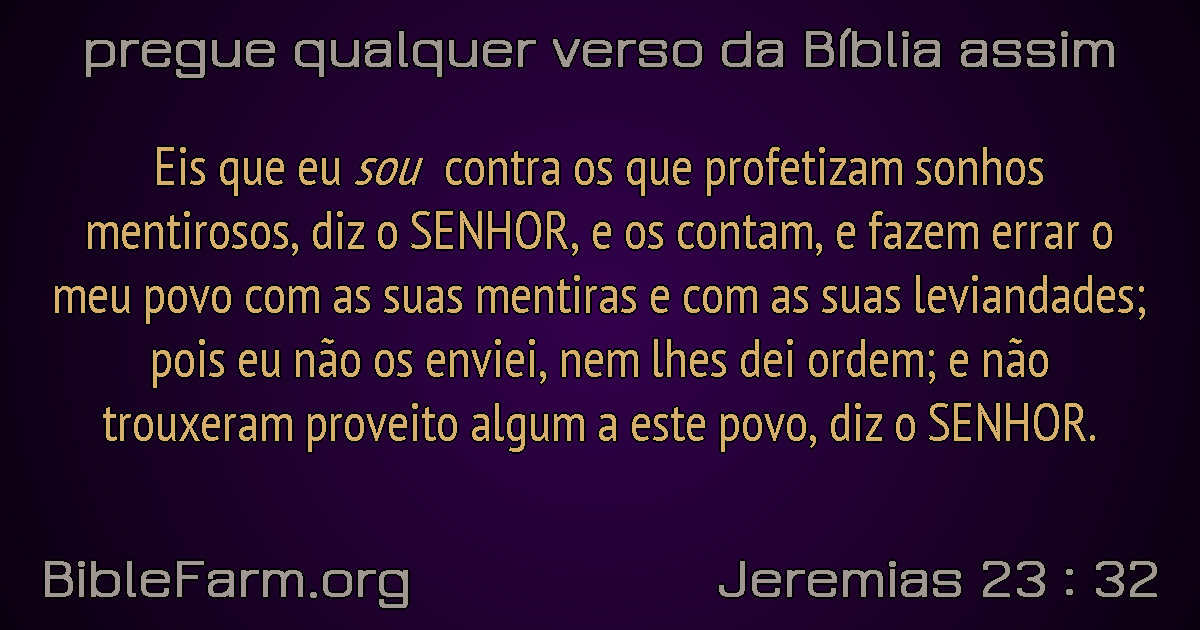 pregue qualquer verso da Bíblia assim
Eis que eu sou contra os que profetizam sonhos
mentirosos, diz o SENHOR, e os contam, e fazem errar o
meu povo com as suas mentiras e com as suas leviandades;
pois eu não os enviei, nem lhes dei ordem; e não
trouxeram proveito algum a este povo, diz o SENHOR.
BibleFarm.org
Jeremias 23 : 32